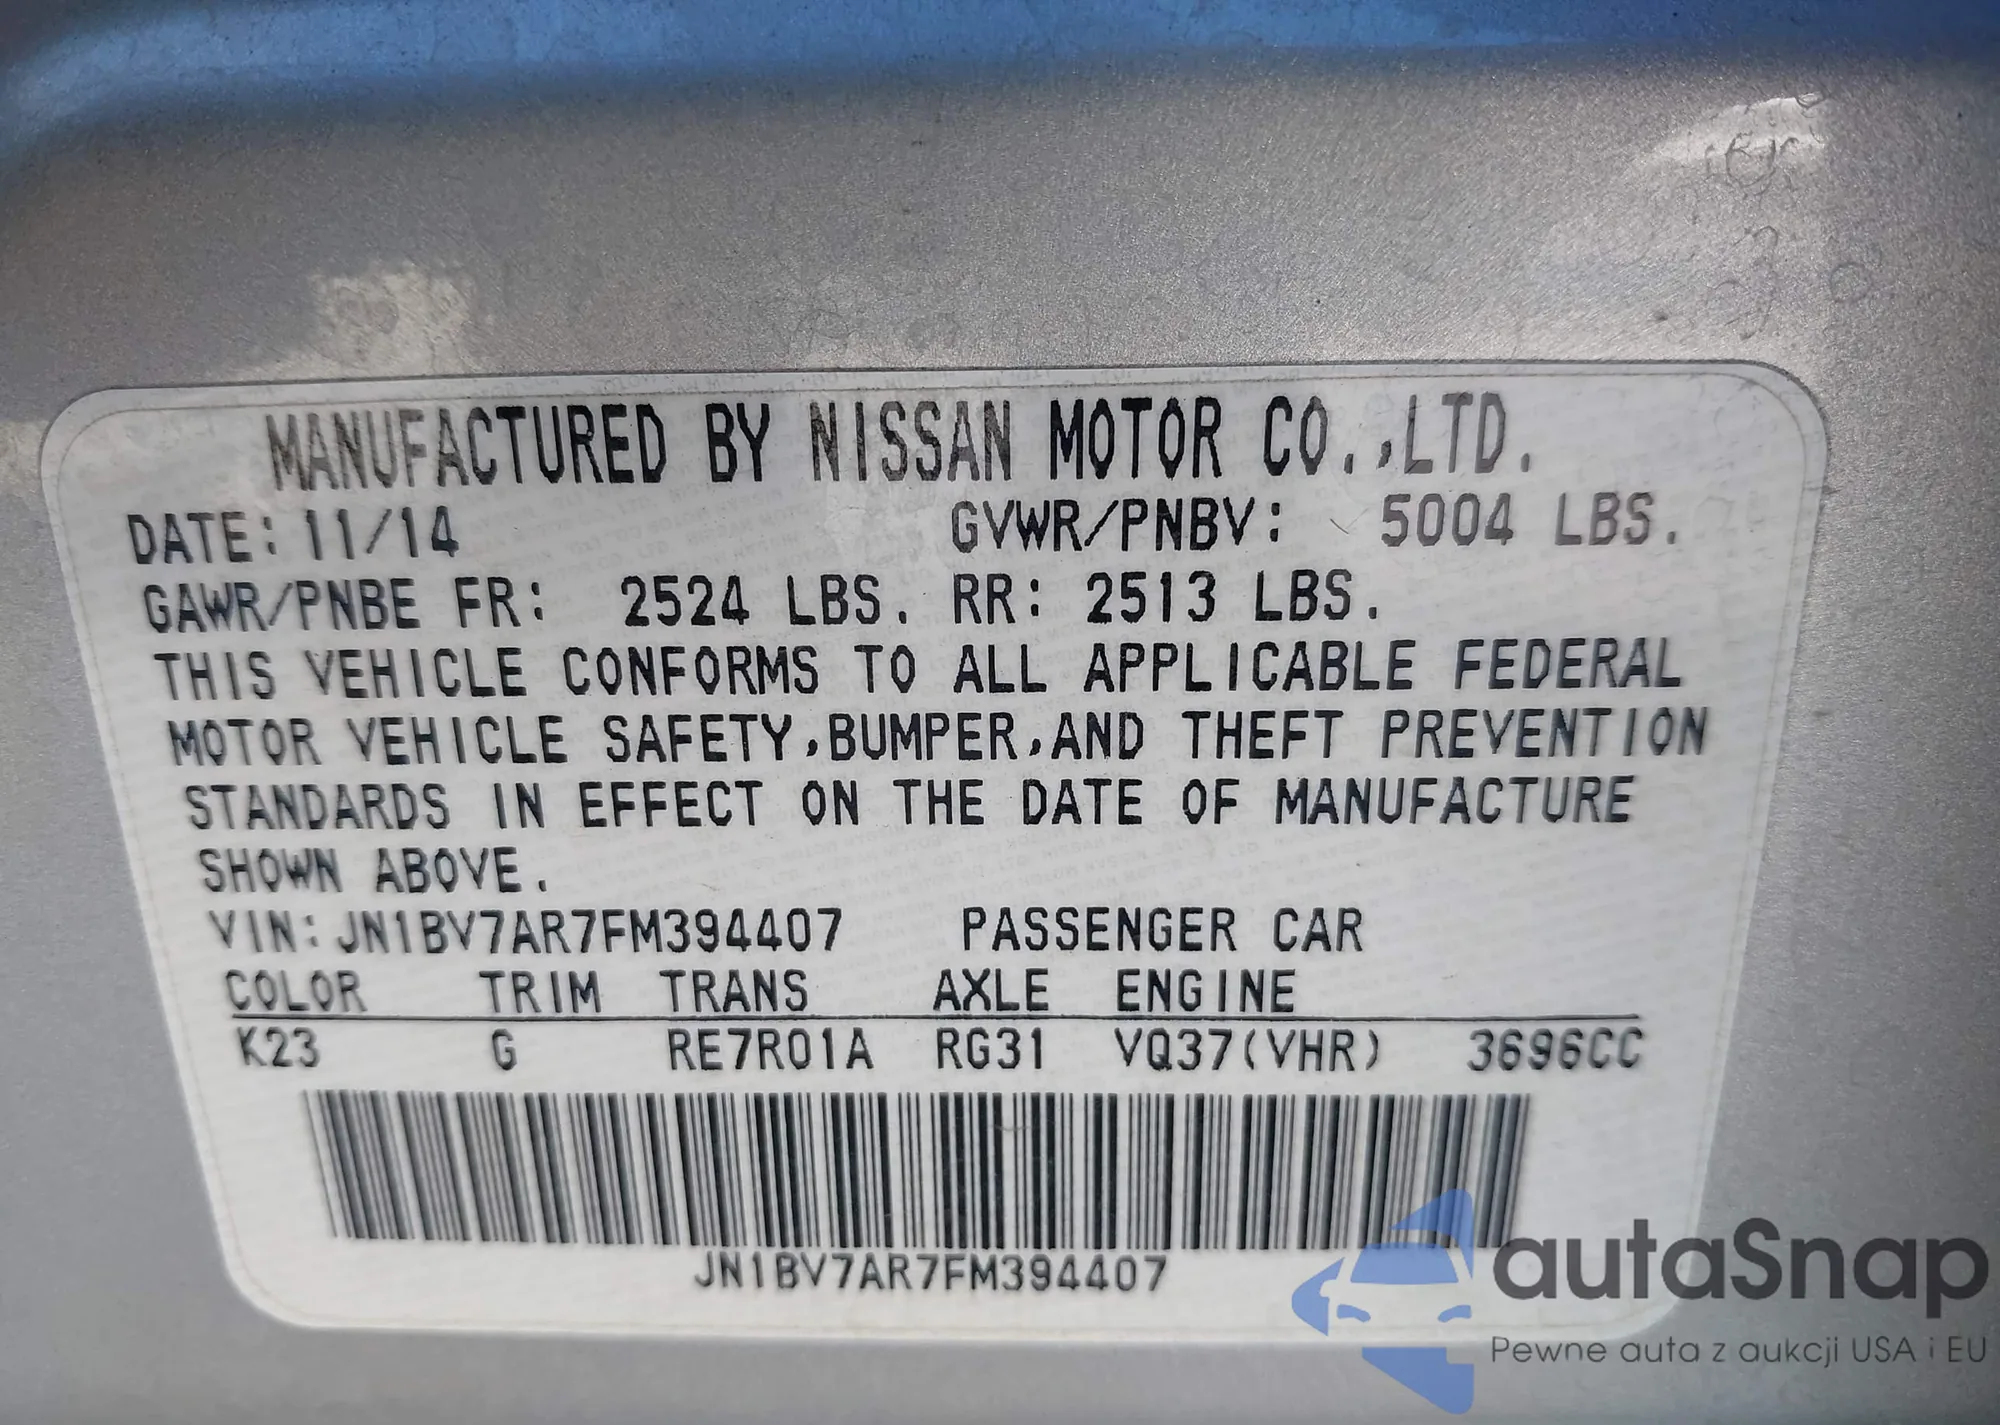 MANUFACTURED BY NISSAN MOTOR CO.,LTD.
DATE: 11/14 GVWR/PNBV: 5004 LBS.
GAWR/PNBE FR: 2524 LBS. RR: 2513 LBS.
THIS VEHICLE CONFORMS TO ALL APPLICABLE FEDERAL
MOTOR VEHICLE SAFETY,BUMPER,AND THEFT PREVENTION
STANDARDS IN EFFECT ON THE DATE OF MANUFACTURE
SHOWN ABOVE.
VIN:JN1BV7AR7FM394407 PASSENGER CAR
COLOR TRIM TRANS AXLE ENGINE
K23 G RE7R01A RG31 VQ37(VHR) 3696CC
JN1BV7AR7FM394407
autaSnap
Pewne auta z aukcji USA i EU